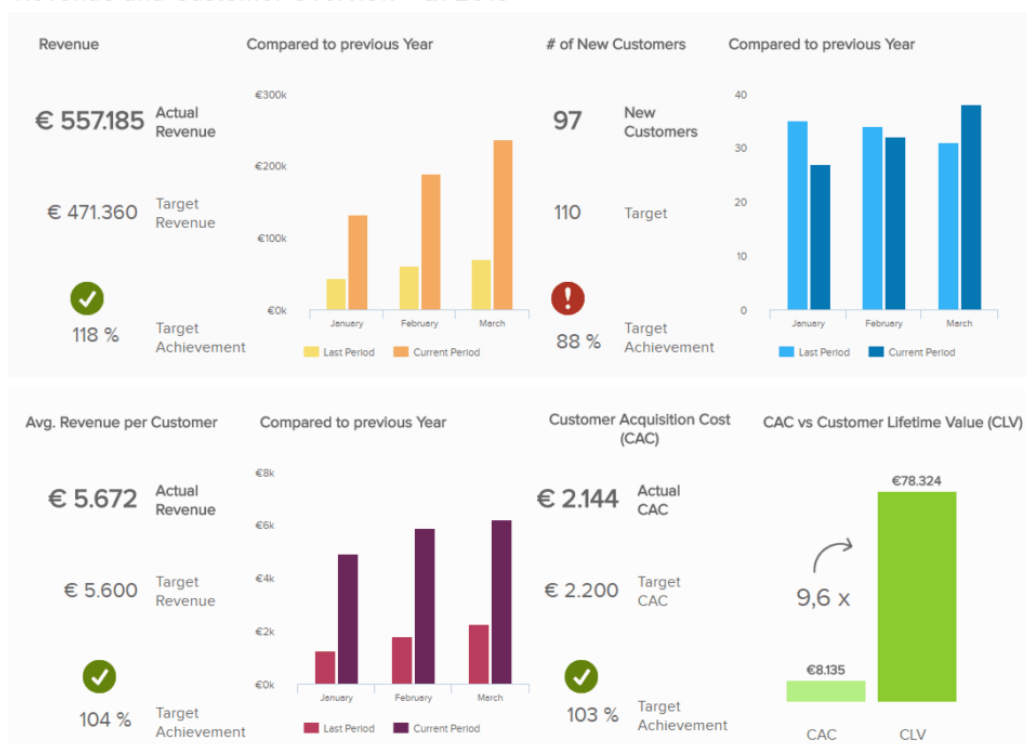 Revenue
Compared to previous Year
# of New Customers
Compared to previous Year
€ 557.185
Actual
Revenue
€ 471.360
Target
Revenue
118 %
Target
Achievement
€300k
€200k
€100k
€0k
January
February
March
Last Period
Current Period
97
New
Customers
110
Target
88 %
Target
Achievement
40
30
20
10
0
January
February
March
Last Period
Current Period
Avg. Revenue per Customer
Compared to previous Year
Customer Acquisition Cost
(CAC)
CAC vs Customer Lifetime Value (CLV)
€ 5.672
Actual
Revenue
€ 5.600
Target
Revenue
104 %
Target
Achievement
€8k
€6k
€4k
€2k
€0k
January
February
March
Last Period
Current Period
€ 2.144
Actual
CAC
€ 2.200
Target
CAC
103 %
Target
Achievement
€78.324
9,6 x
€8.135
CAC
CLV